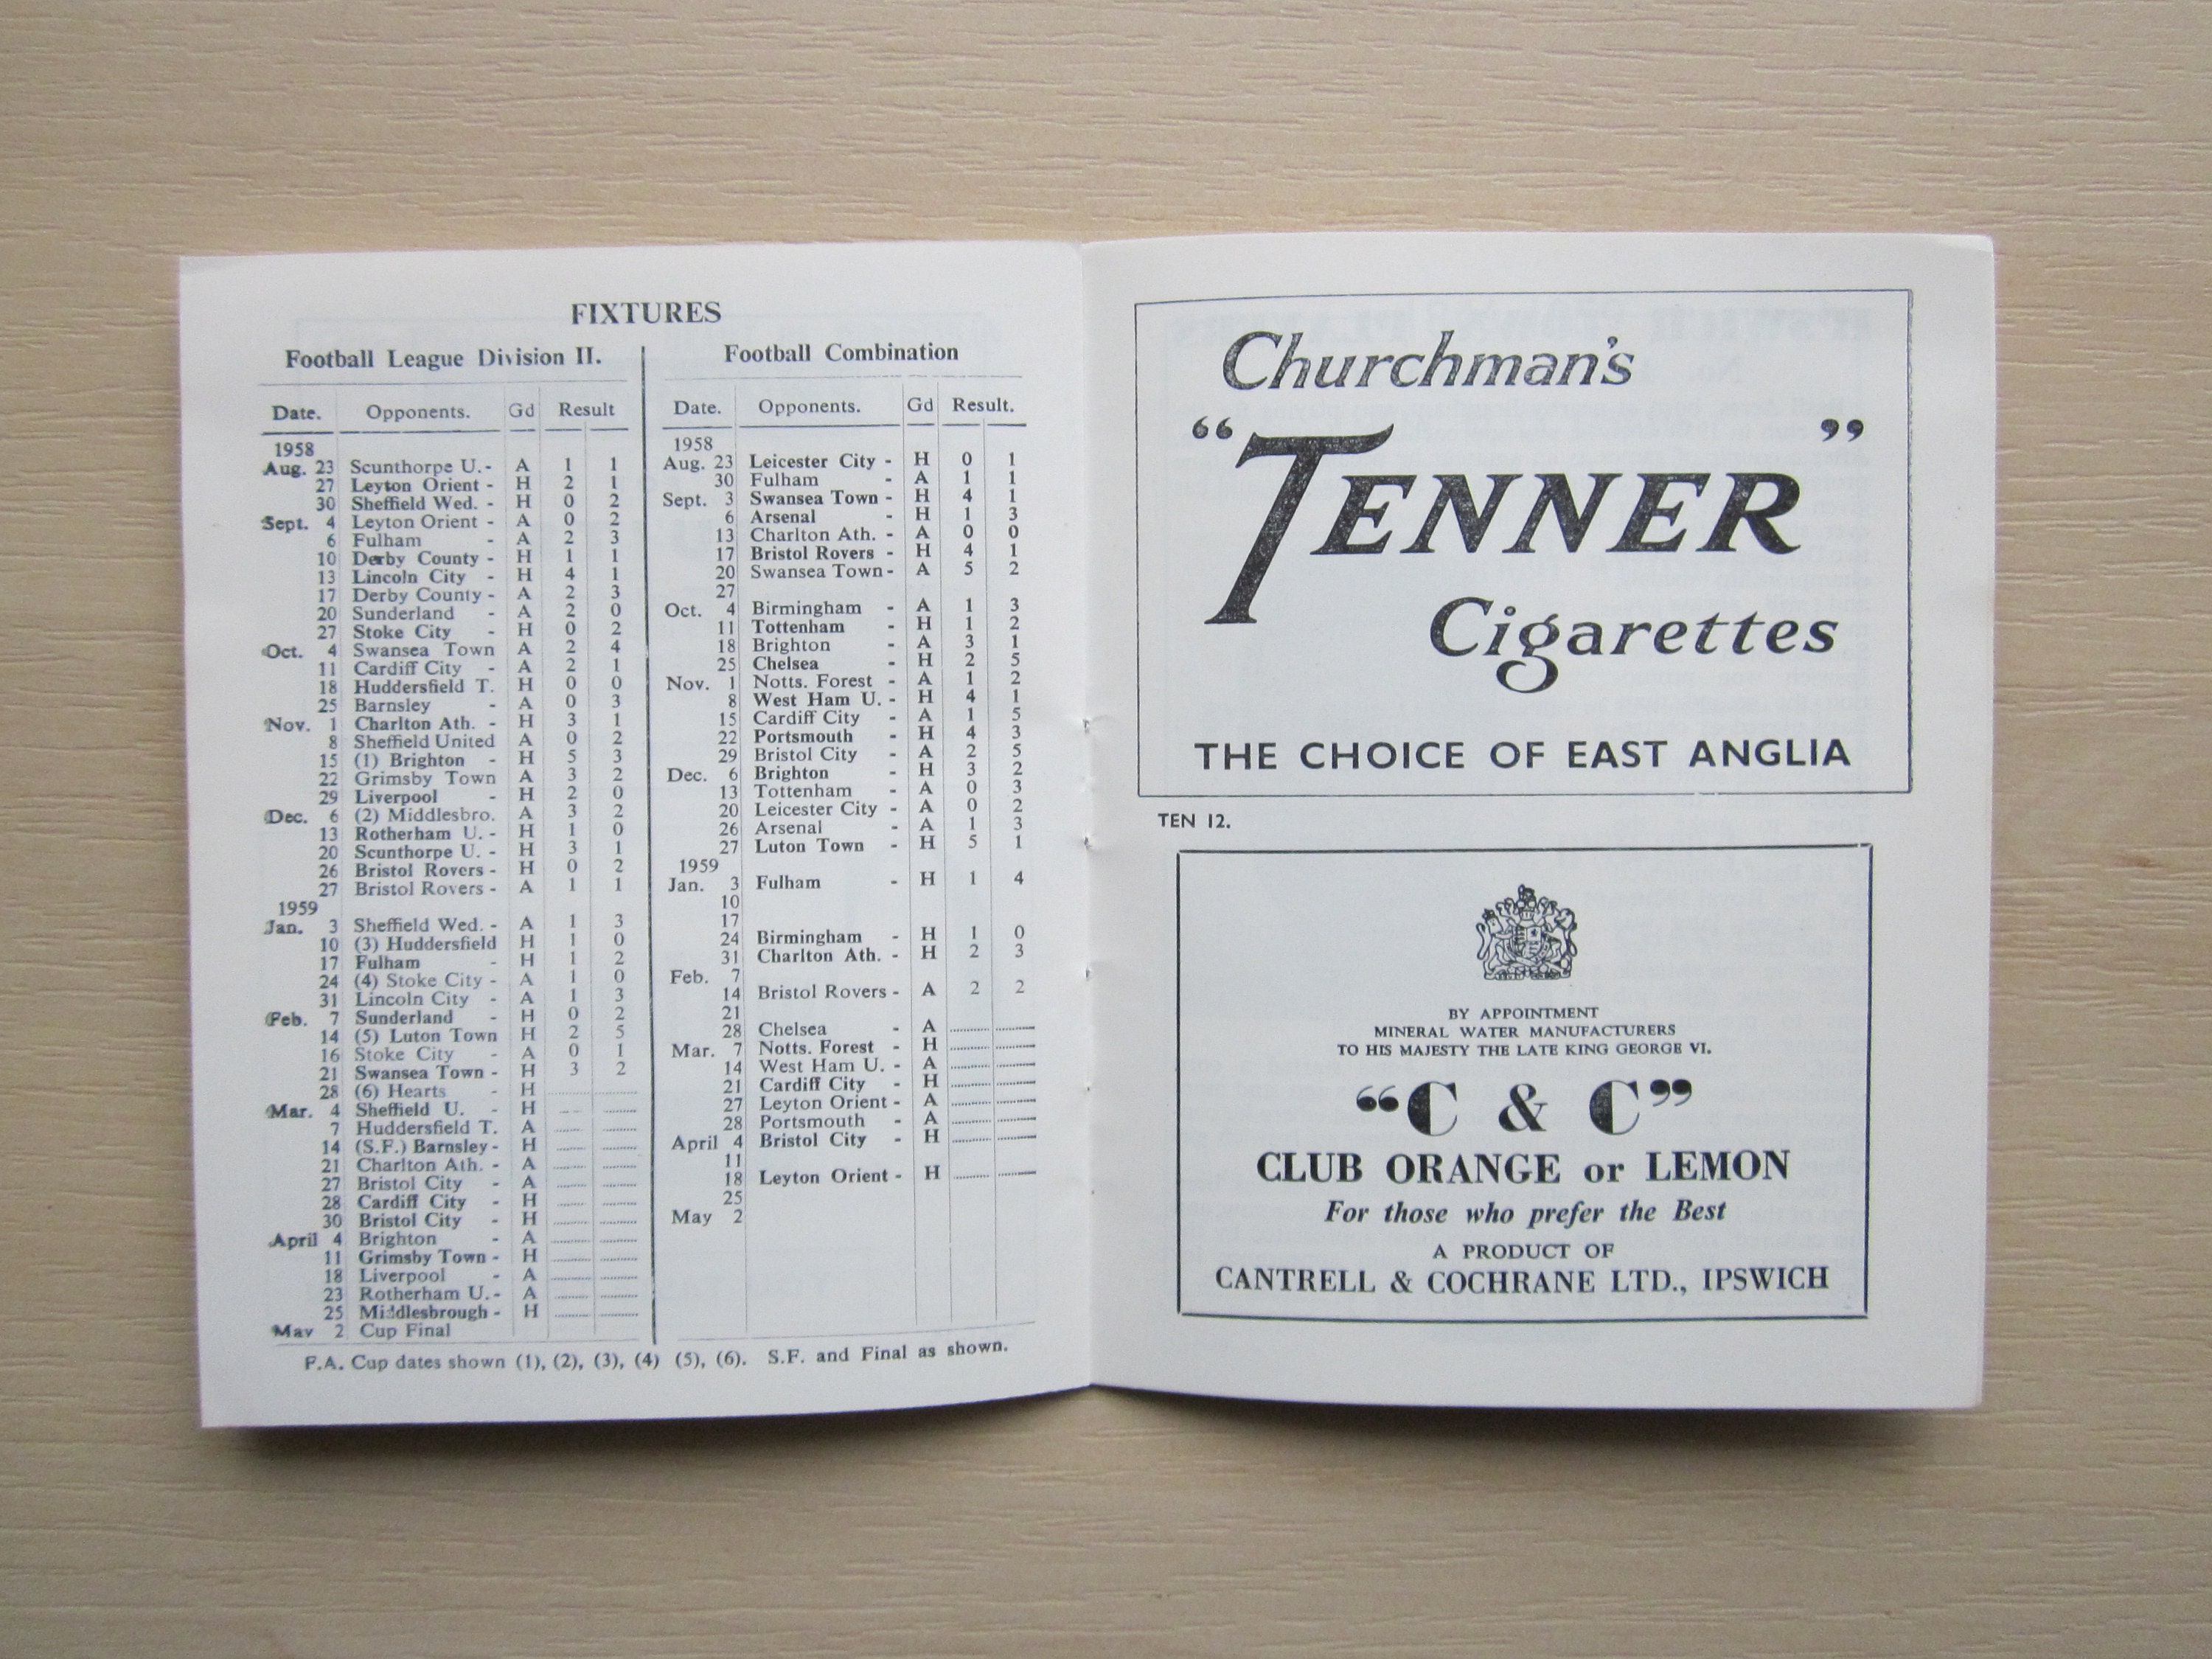 FIXTURES
Football League Division II.
Date. Opponents. Gd Result
1958
Aug. 23 Scunthorpe U.- A 1 1
27 Leyton Orient - H 2 1
30 Sheffield Wed. - H 0 2
Sept. 4 Leyton Orient - A 0 2
6 Fulham - A 2 3
10 Derby County - H 1 1
13 Lincoln City - H 4 1
17 Derby County - A 2 3
20 Sunderland - A 2 0
27 Stoke City - H 0 2
Oct. 4 Swansea Town A 2 4
11 Cardiff City - A 2 1
18 Huddersfield T. H 0 0
25 Barnsley - A 0 3
Nov. 1 Charlton Ath. - H 3 1
8 Sheffield United A 0 2
15 (1) Brighton - H 5 3
22 Grimsby Town A 3 2
29 Liverpool - H 2 0
Dec. 6 (2) Middlesbro. A 3 2
13 Rotherham U. - H 1 0
20 Scunthorpe U. - H 3 1
26 Bristol Rovers - H 0 2
27 Bristol Rovers - A 1 1
1959
Jan. 3 Sheffield Wed. - A 1 3
10 (3) Huddersfield H 1 0
17 Fulham - H 1 2
24 (4) Stoke City - A 1 0
31 Lincoln City - A 1 3
Feb. 7 Sunderland - H 0 2
14 (5) Luton Town H 2 5
16 Stoke City - A 0 1
21 Swansea Town - H 3 2
28 (6) Hearts - H
Mar. 4 Sheffield U. - H
7 Huddersfield T. A
14 (S.F.) Barnsley - H
21 Charlton Ath. - A
27 Bristol City - A
28 Cardiff City - H
30 Bristol City - H
April 4 Brighton - A
11 Grimsby Town - H
18 Liverpool - A
23 Rotherham U. - A
25 Middlesbrough - H
May 2 Cup Final
Football Combination
Date. Opponents. Gd Result.
1958
Aug. 23 Leicester City - H 0 1
30 Fulham - A 1 1
Sept. 3 Swansea Town - H 4 1
6 Arsenal - H 1 3
13 Charlton Ath. - A 0 0
17 Bristol Rovers - H 4 1
20 Swansea Town - A 5 2
27
Oct. 4 Birmingham - A 1 3
11 Tottenham - H 1 2
18 Brighton - A 3 1
25 Chelsea - H 2 5
Nov. 1 Notts. Forest - A 1 2
8 West Ham U. - H 4 1
15 Cardiff City - A 1 5
22 Portsmouth - H 4 3
29 Bristol City - A 2 5
Dec. 6 Brighton - H 3 2
13 Tottenham - A 0 3
20 Leicester City - A 0 2
26 Arsenal - A 1 3
27 Luton Town - H 5 1
1959
Jan. 3 Fulham - H 1 4
10
17
24 Birmingham - H 1 0
31 Charlton Ath. - H 2 3
Feb. 7
14 Bristol Rovers - A 2 2
21
28 Chelsea - A
Mar. 7 Notts. Forest - H
14 West Ham U. - A
21 Cardiff City - H
27 Leyton Orient - A
28 Portsmouth - A
April 4 Bristol City - H
11
18 Leyton Orient - H
25
May 2
F.A. Cup dates shown (1), (2), (3), (4) (5), (6). S.F. and Final as shown.
Churchman's
“TENNER”
Cigarettes
THE CHOICE OF EAST ANGLIA
TEN 12.
BY APPOINTMENT
MINERAL WATER MANUFACTURERS
TO HIS MAJESTY THE LATE KING GEORGE VI.
“C & C”
CLUB ORANGE or LEMON
For those who prefer the Best
A PRODUCT OF
CANTRELL & COCHRANE LTD., IPSWICH